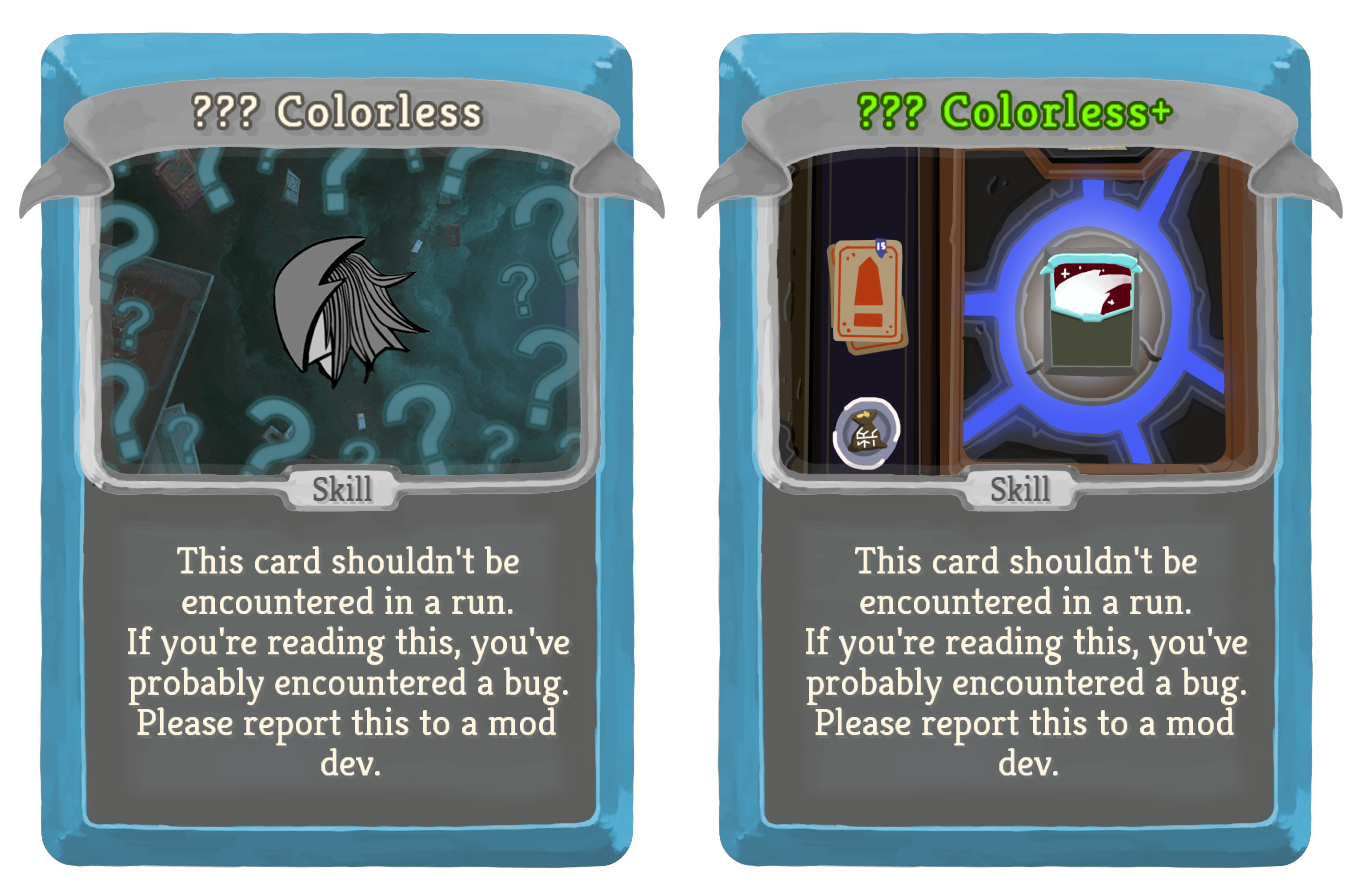 ??? Colorless
Skill
This card shouldn't be
encountered in a run.
If you're reading this, you've
probably encountered a bug.
Please report this to a mod
dev.
??? Colorless+
15
Skill
This card shouldn't be
encountered in a run.
If you're reading this, you've
probably encountered a bug.
Please report this to a mod
dev.